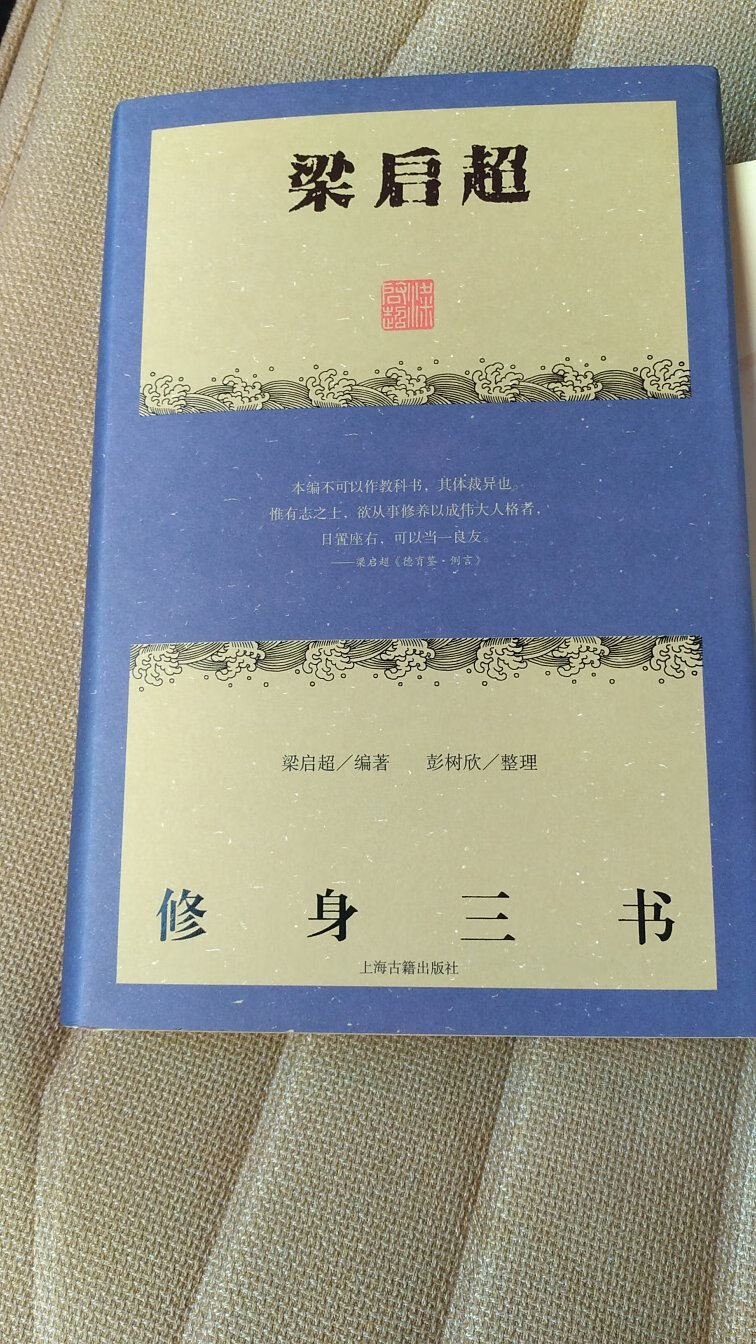 梁启超
梁启超
本编不可以作教科书，其体裁异也。
惟有志之士，欲从事修养以成伟大人格者，
日置座右，可以当一良友。
——梁启超《德育鉴·例言》
梁启超／编著 彭树欣／整理
修身三书
上海古籍出版社